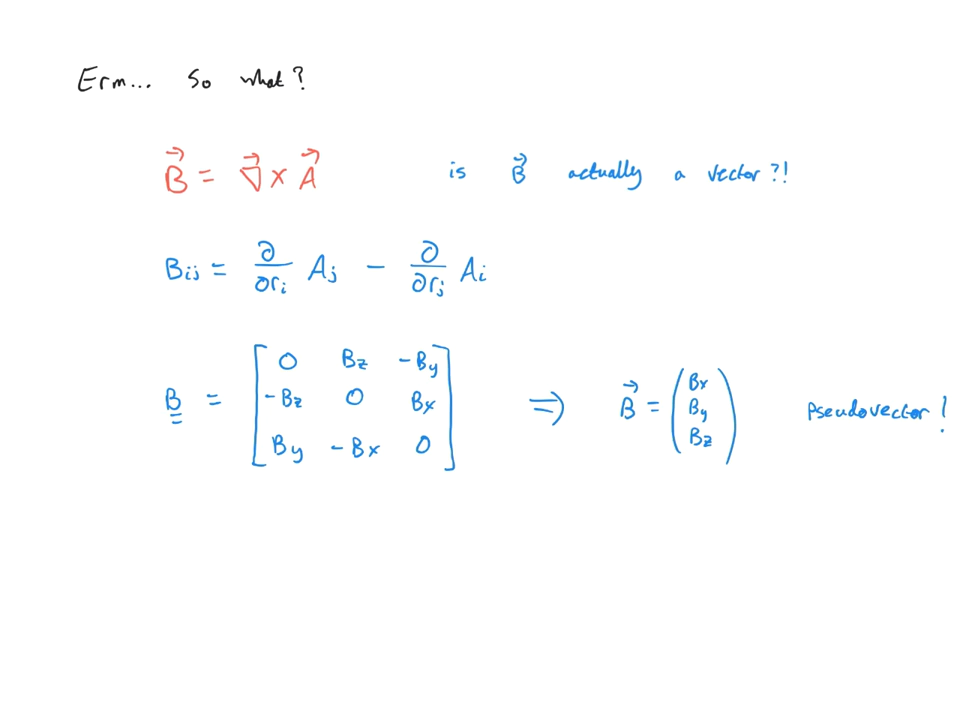 Erm... So what?
B⃗ = ∇⃗ × A⃗ is B⃗ actually a vector?!
Bij = ∂/∂ri Aj − ∂/∂rj Ai
B = [0 Bz -By
-Bz 0 Bx
By -Bx 0] ⇒ B⃗ = (Bx By Bz) Pseudovector!